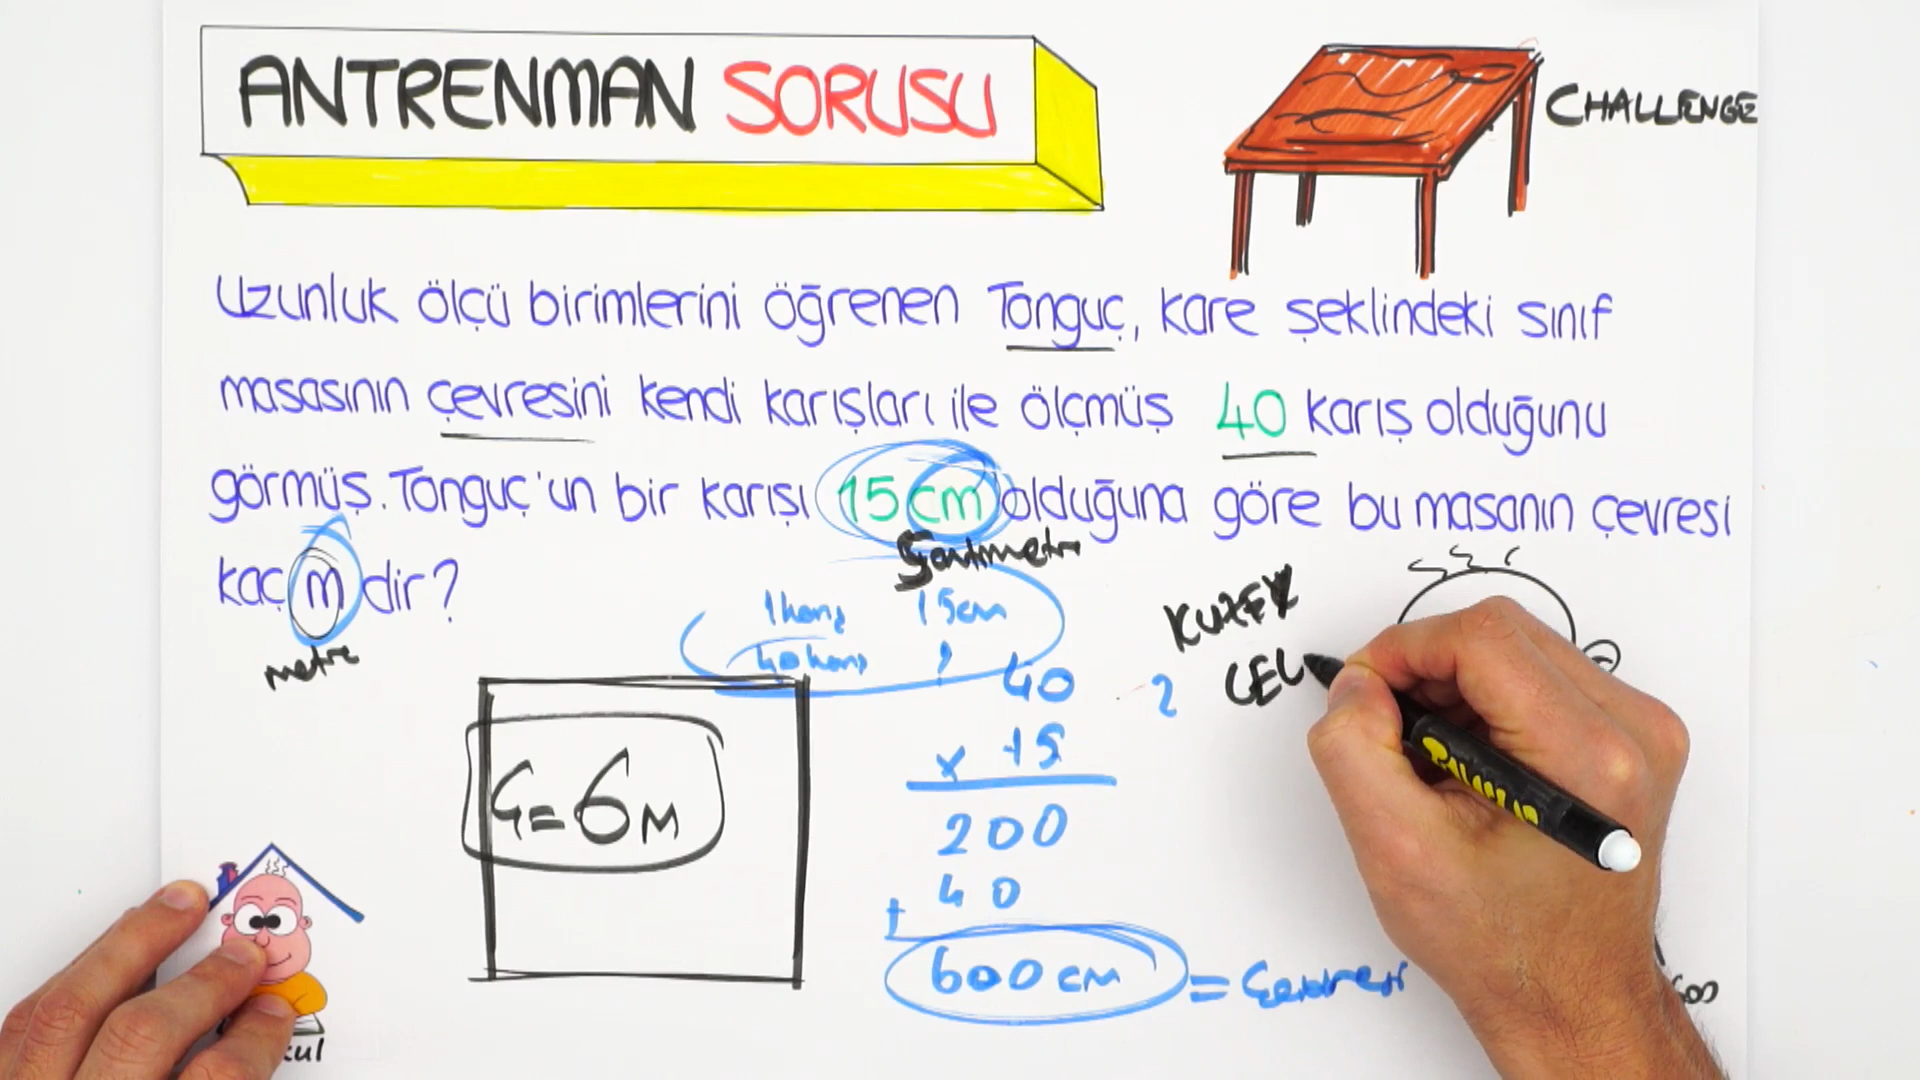 ANTRENMAN SORUSU
CHALLENGE
Uzunluk ölçü birimlerini öğrenen Tonguç, kare şeklindeki sınıf
masasının çevresini kendi karışları ile ölçmüş 40 karış olduğunu
görmüş. Tonguç'un bir karışı 15 cm olduğuna göre bu masanın çevresi
kaç m dir?
metre
Santimetre
1 karış 15 cm
40 karış ?
40
x 15
200
+ 40
600 cm = Çevresi
Ç=6M
2
KUZEY